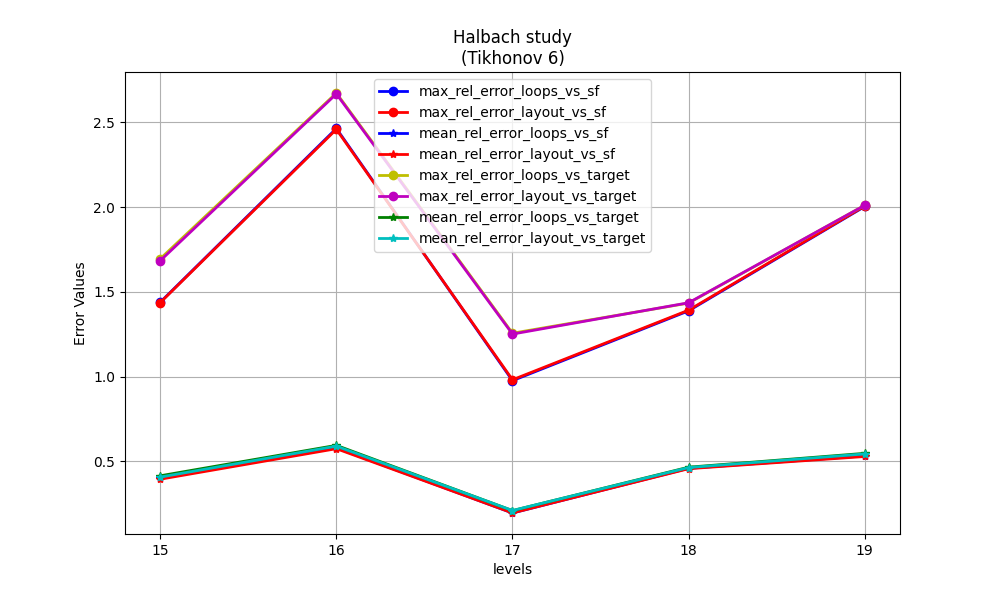 Halbach study
(Tikhonov 6)
max_rel_error_loops_vs_sf
max_rel_error_layout_vs_sf
mean_rel_error_loops_vs_sf
mean_rel_error_layout_vs_sf
max_rel_error_loops_vs_target
max_rel_error_layout_vs_target
mean_rel_error_loops_vs_target
mean_rel_error_layout_vs_target
Error Values
2.5
2.0
1.5
1.0
0.5
15 16 17 18 19
levels